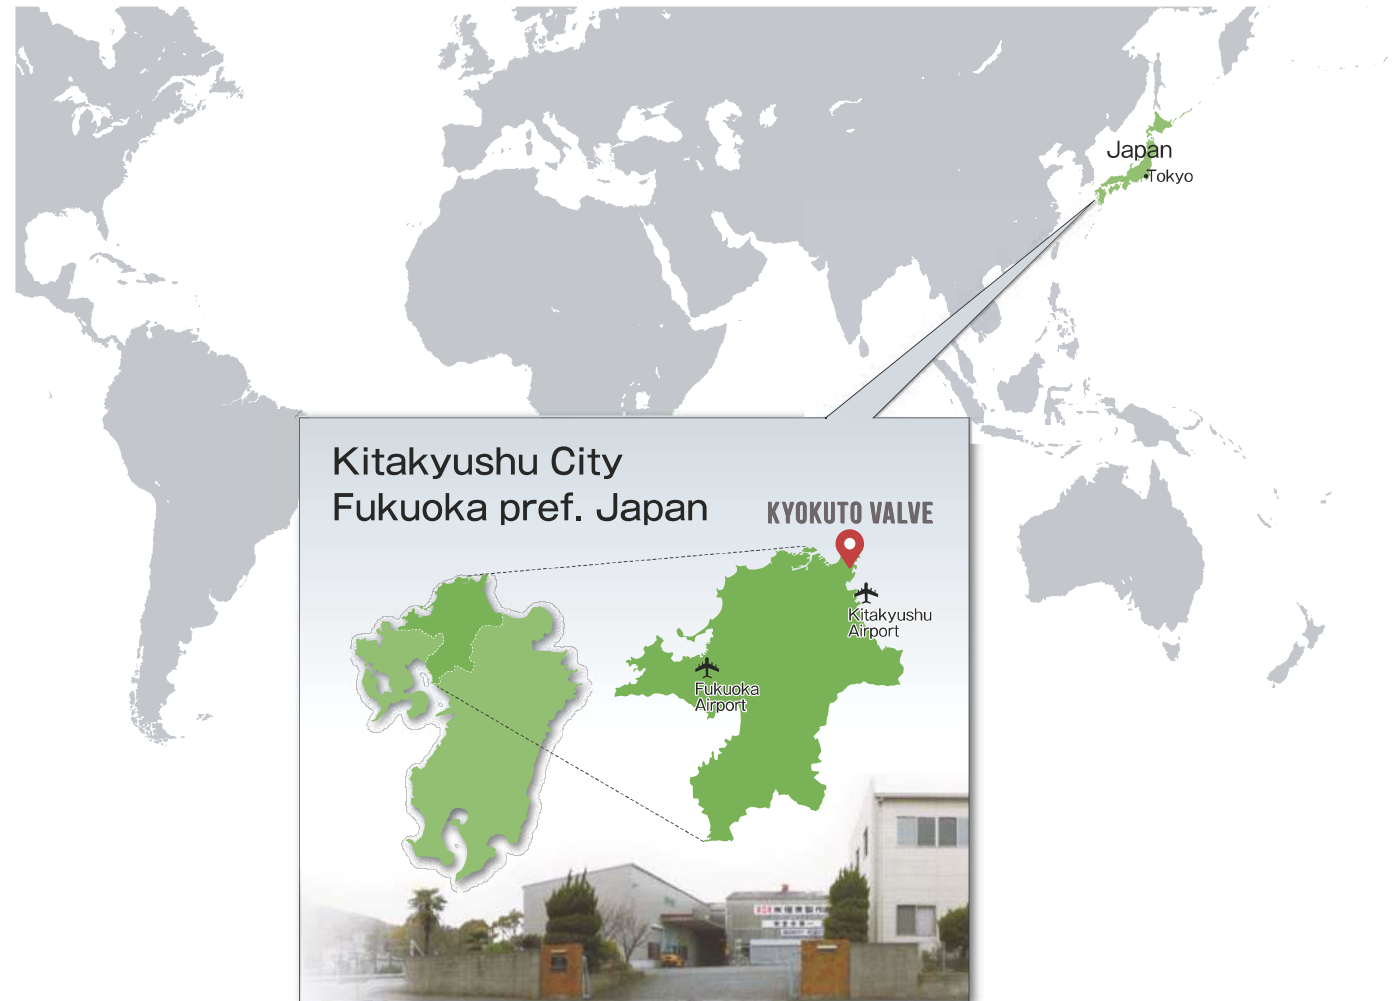 Japan
Tokyo
Kitakyushu City
Fukuoka pref. Japan
KYOKUTO VALVE
Kitakyushu
Airport
Fukuoka
Airport